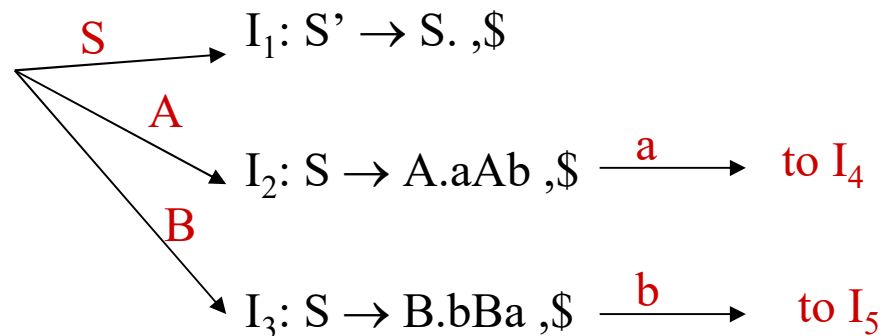 S I₁: S’ → S. ,$
A
I₂: S → A.aAb ,$ a to I₄
B
I₃: S → B.bBa ,$ b to I₅